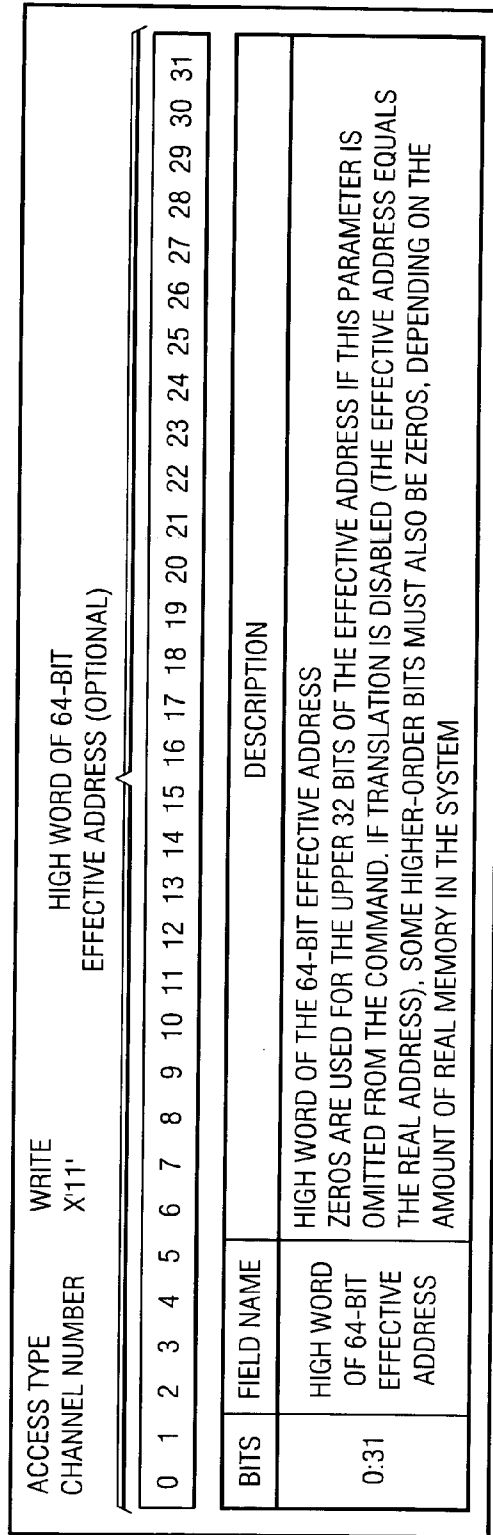 ACCESS TYPE WRITE
CHANNEL NUMBER X'11'
HIGH WORD OF 64-BIT
EFFECTIVE ADDRESS (OPTIONAL)
0 1 2 3 4 5 6 7 8 9 10 11 12 13 14 15 16 17 18 19 20 21 22 23 24 25 26 27 28 29 30 31
BITS FIELD NAME DESCRIPTION
0:31
HIGH WORD
OF 64-BIT
EFFECTIVE
ADDRESS
HIGH WORD OF THE 64-BIT EFFECTIVE ADDRESS
ZEROS ARE USED FOR THE UPPER 32 BITS OF THE EFFECTIVE ADDRESS IF THIS PARAMETER IS
OMITTED FROM THE COMMAND. IF TRANSLATION IS DISABLED (THE EFFECTIVE ADDRESS EQUALS
THE REAL ADDRESS), SOME HIGHER-ORDER BITS MUST ALSO BE ZEROS, DEPENDING ON THE
AMOUNT OF REAL MEMORY IN THE SYSTEM